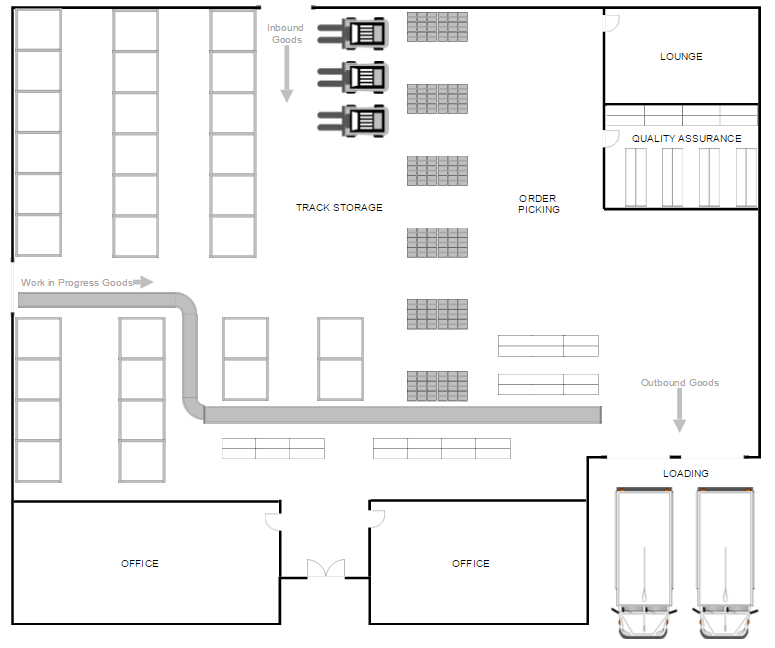 Inbound
Goods
LOUNGE
QUALITY ASSURANCE
TRACK STORAGE
ORDER
PICKING
Work in Progress Goods
Outbound Goods
LOADING
OFFICE
OFFICE